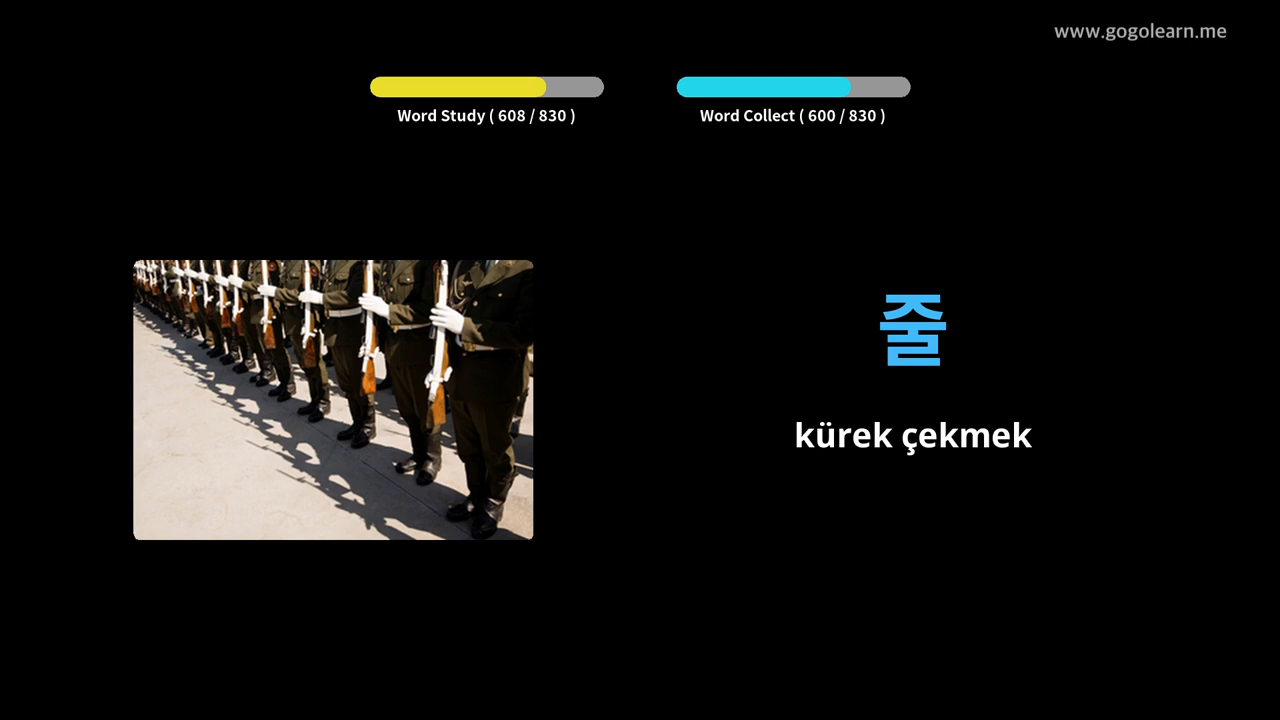 www.gogolearn.me
Word Study ( 608 / 830 )
Word Collect ( 600 / 830 )
줄
kürek çekmek